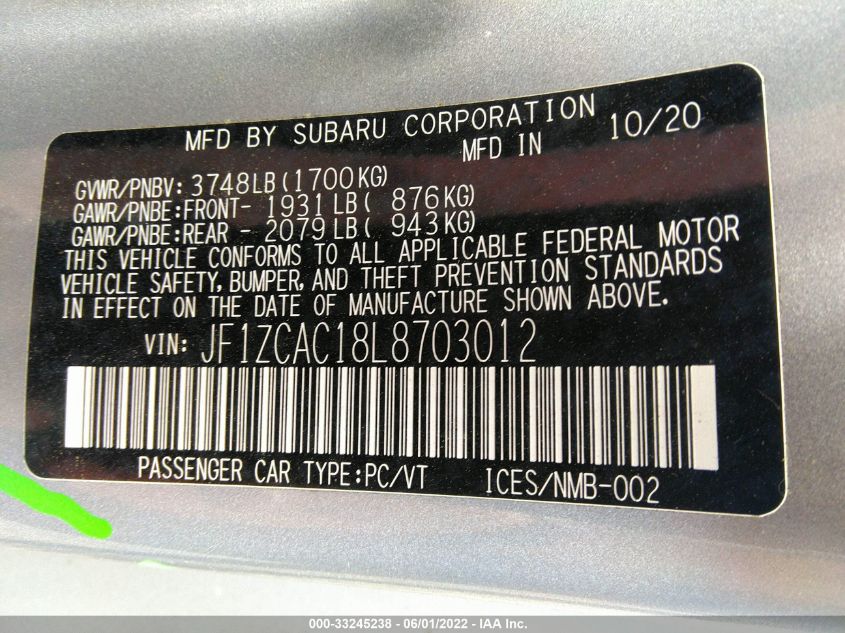 MFD BY SUBARU CORPORATION
MFD IN 10/20
GVWR/PNBV: 3748LB(1700KG)
GAWR/PNBE:FRONT- 1931LB( 876KG)
GAWR/PNBE:REAR - 2079LB( 943KG)
THIS VEHICLE CONFORMS TO ALL APPLICABLE FEDERAL MOTOR
VEHICLE SAFETY, BUMPER, AND THEFT PREVENTION STANDARDS
IN EFFECT ON THE DATE OF MANUFACTURE SHOWN ABOVE.
VIN: JF1ZCAC18L8703012
PASSENGER CAR TYPE:PC/VT ICES/NMB-002
000-33245238 - 06/01/2022 - IAA Inc.